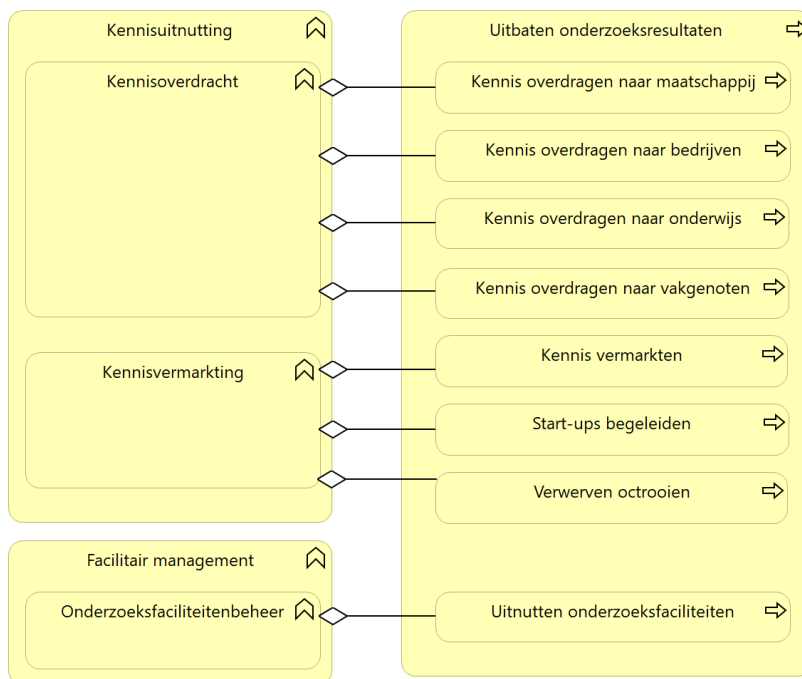 Kennisuitnutting
Kennisoverdracht
Kennisvermarkting
Facilitair management
Onderzoeksfaciliteitenbeheer
Uitbaten onderzoeksresultaten
Kennis overdragen naar maatschappij
Kennis overdragen naar bedrijven
Kennis overdragen naar onderwijs
Kennis overdragen naar vakgenoten
Kennis vermarkten
Start-ups begeleiden
Verwerven octrooien
Uitnutten onderzoeksfaciliteiten